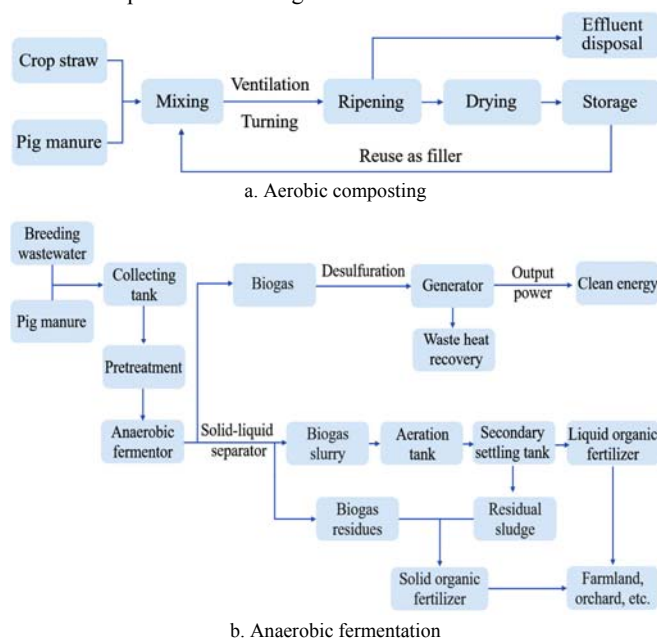 Crop straw
Pig manure
Mixing
Ventilation
Turning
Ripening
Effluent
disposal
Drying
Storage
Reuse as filler
a. Aerobic composting
Breeding
wastewater
Pig manure
Collecting
tank
Pretreatment
Anaerobic
fermentor
Biogas
Desulfuration
Generator
Output
power
Clean energy
Waste heat
recovery
Solid-liquid
separator
Biogas
slurry
Aeration
tank
Secondary
settling tank
Liquid organic
fertilizer
Biogas
residues
Residual
sludge
Solid organic
fertilizer
Farmland,
orchard, etc.
b. Anaerobic fermentation